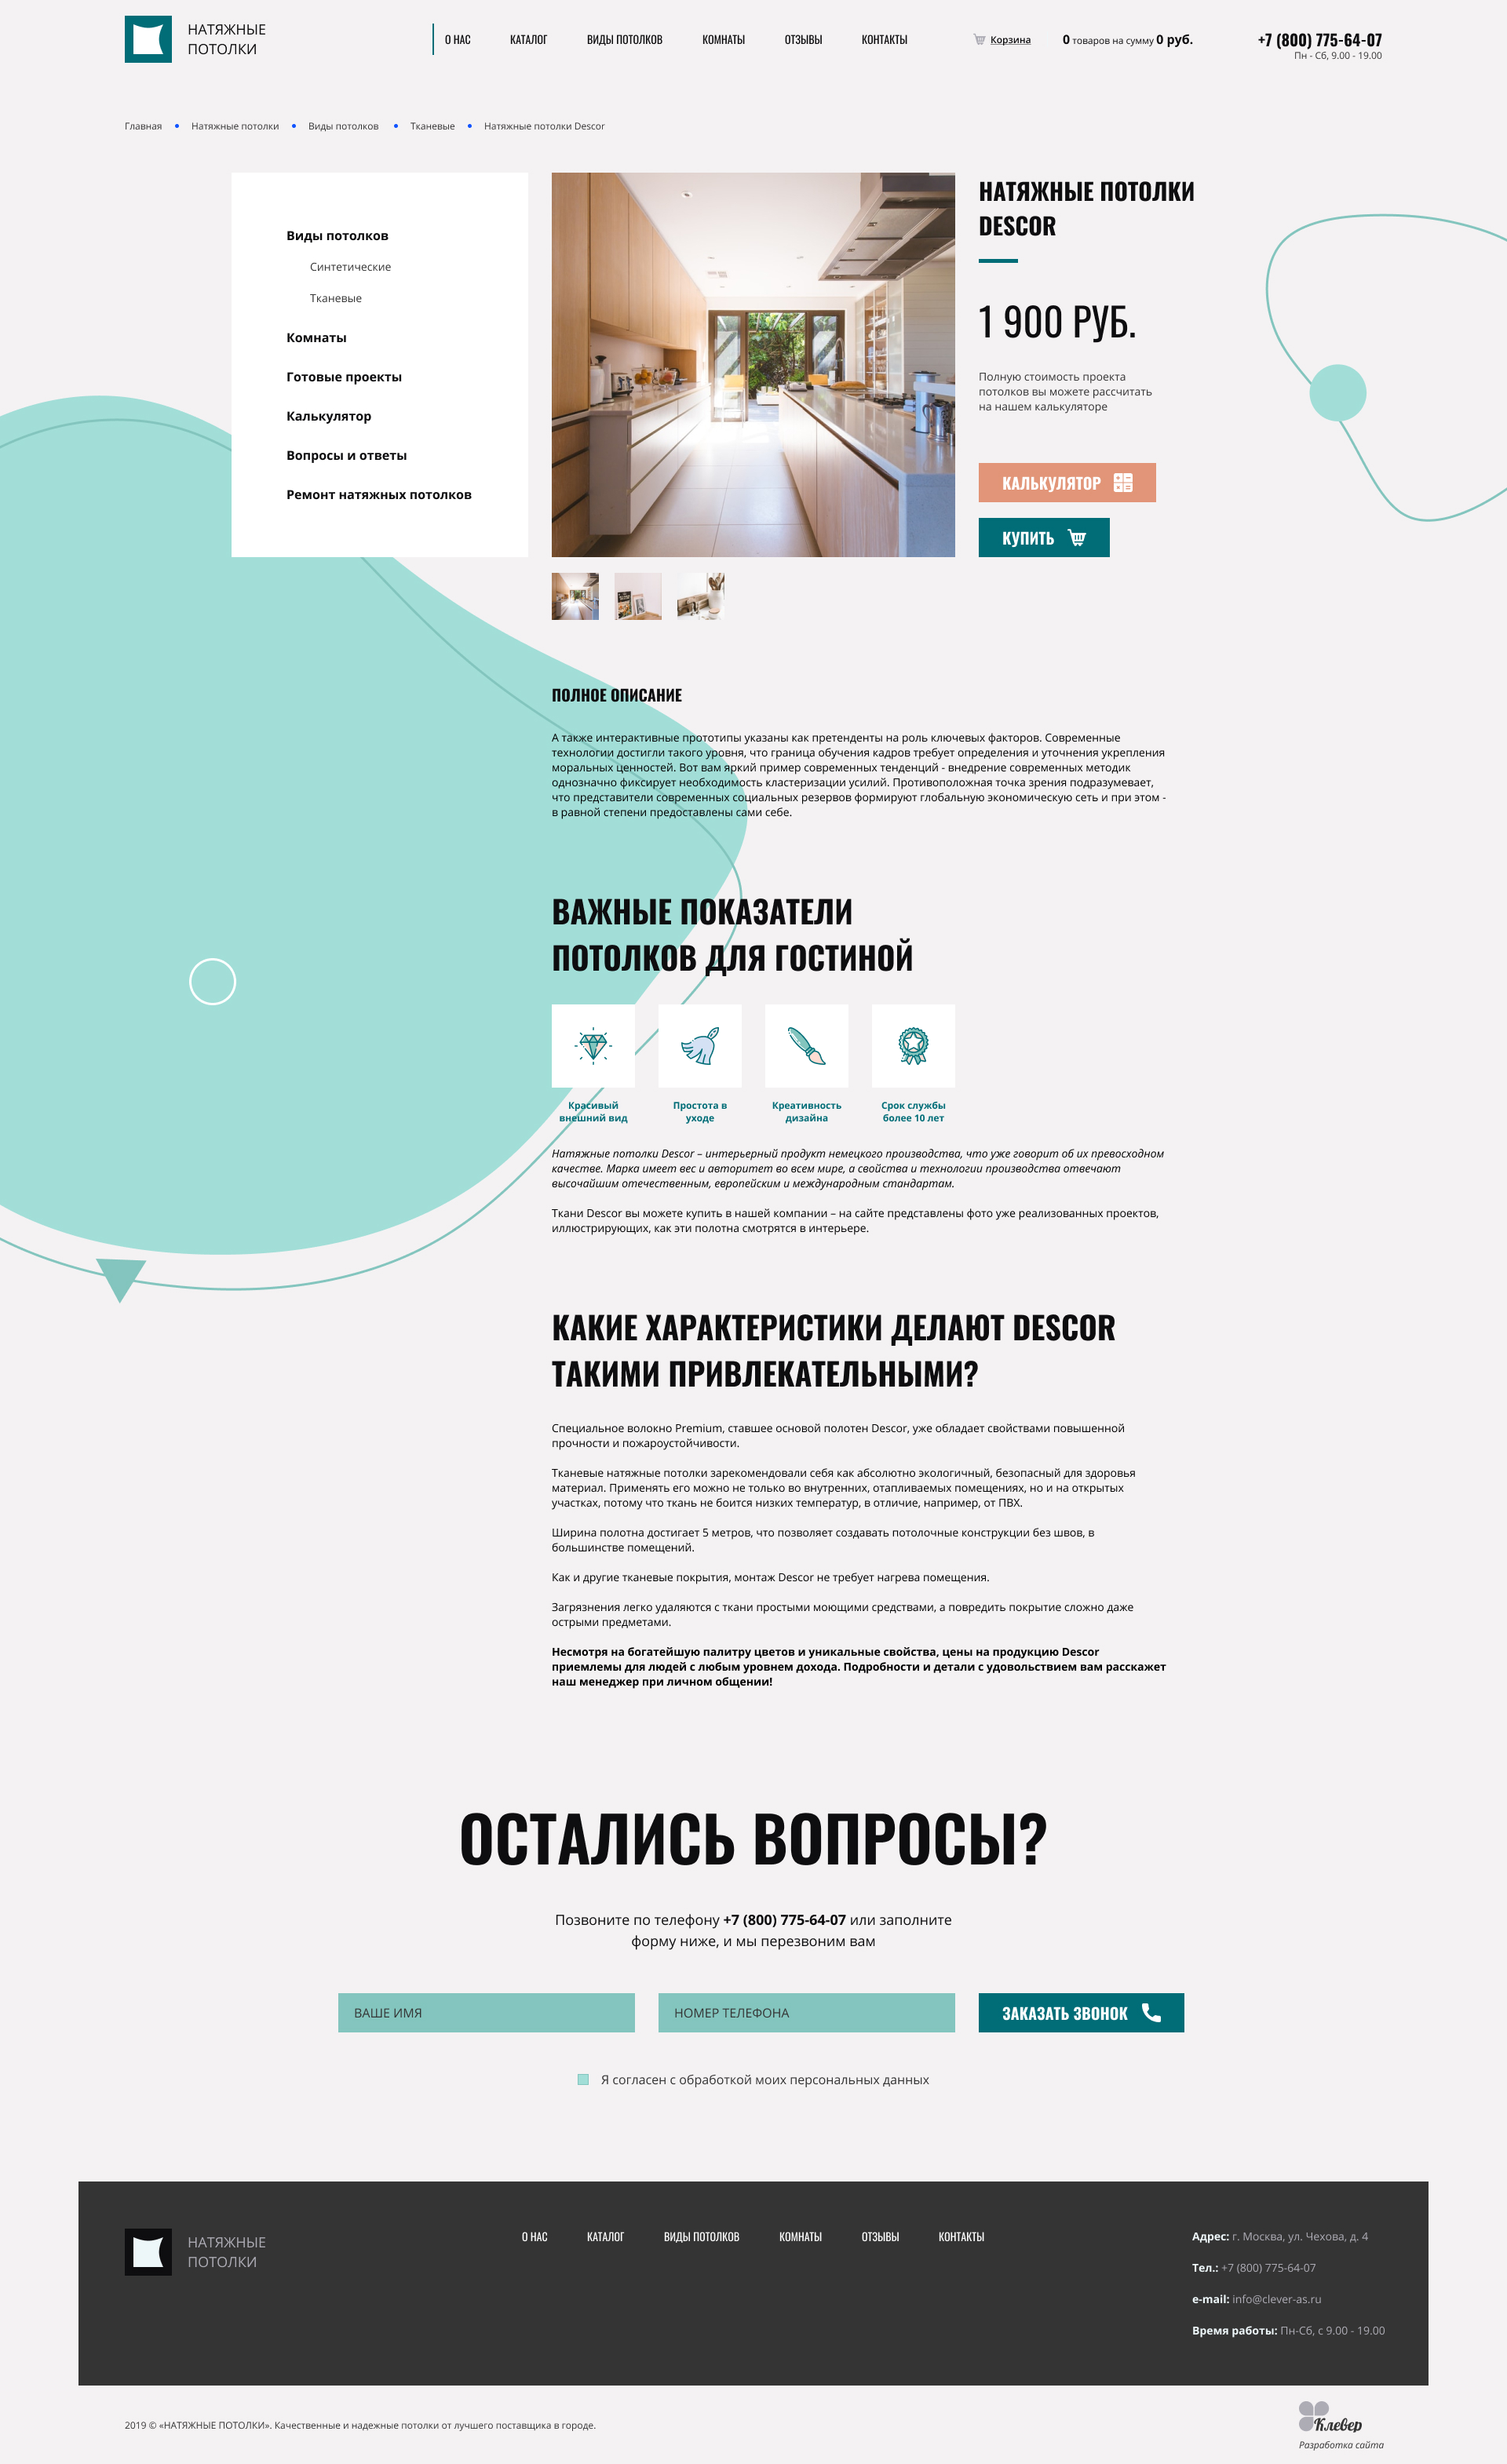 НАТЯЖНЫЕ
ПОТОЛКИ
О НАС
КАТАЛОГ
ВИДЫ ПОТОЛКОВ
КОМНАТЫ
ОТЗЫВЫ
КОНТАКТЫ
Корзина
0 товаров на сумму 0 руб.
+7 (800) 775-64-07
Пн - Сб, 9.00 - 19.00
Главная
Натяжные потолки
Виды потолков
Тканевые
Натяжные потолки Descor
Виды потолков
Синтетические
Тканевые
Комнаты
Готовые проекты
Калькулятор
Вопросы и ответы
Ремонт натяжных потолков
НАТЯЖНЫЕ ПОТОЛКИ
DESCOR
1 900 РУБ.
Полную стоимость проекта
потолков вы можете рассчитать
на нашем калькуляторе
КАЛЬКУЛЯТОР
КУПИТЬ
ПОЛНОЕ ОПИСАНИЕ
А также интерактивные прототипы указаны как претенденты на роль ключевых факторов. Современные
технологии достигли такого уровня, что граница обучения кадров требует определения и уточнения укрепления
моральных ценностей. Вот вам яркий пример современных тенденций - внедрение современных методик
однозначно фиксирует необходимость кластеризации усилий. Противоположная точка зрения подразумевает,
что представители современных социальных резервов формируют глобальную экономическую сеть и при этом -
в равной степени предоставлены сами себе.
ВАЖНЫЕ ПОКАЗАТЕЛИ
ПОТОЛКОВ ДЛЯ ГОСТИНОЙ
Красивый
внешний вид
Простота в
уходе
Креативность
дизайна
Срок службы
более 10 лет
Натяжные потолки Descor – интерьерный продукт немецкого производства, что уже говорит об их превосходном
качестве. Марка имеет вес и авторитет во всем мире, а свойства и технологии производства отвечают
высочайшим отечественным, европейским и международным стандартам.
Ткани Descor вы можете купить в нашей компании – на сайте представлены фото уже реализованных проектов,
иллюстрирующих, как эти полотна смотрятся в интерьере.
КАКИЕ ХАРАКТЕРИСТИКИ ДЕЛАЮТ DESCOR
ТАКИМИ ПРИВЛЕКАТЕЛЬНЫМИ?
Специальное волокно Premium, ставшее основой полотен Descor, уже обладает свойствами повышенной
прочности и пожароустойчивости.
Тканевые натяжные потолки зарекомендовали себя как абсолютно экологичный, безопасный для здоровья
материал. Применять его можно не только во внутренних, отапливаемых помещениях, но и на открытых
участках, потому что ткань не боится низких температур, в отличие, например, от ПВХ.
Ширина полотна достигает 5 метров, что позволяет создавать потолочные конструкции без швов, в
большинстве помещений.
Как и другие тканевые покрытия, монтаж Descor не требует нагрева помещения.
Загрязнения легко удаляются с ткани простыми моющими средствами, а повредить покрытие сложно даже
острыми предметами.
Несмотря на богатейшую палитру цветов и уникальные свойства, цены на продукцию Descor
приемлемы для людей с любым уровнем дохода. Подробности и детали с удовольствием вам расскажет
наш менеджер при личном общении!
ОСТАЛИСЬ ВОПРОСЫ?
Позвоните по телефону +7 (800) 775-64-07 или заполните
форму ниже, и мы перезвоним вам
ВАШЕ ИМЯ
НОМЕР ТЕЛЕФОНА
ЗАКАЗАТЬ ЗВОНОК
Я согласен с обработкой моих персональных данных
НАТЯЖНЫЕ
ПОТОЛКИ
О НАС
КАТАЛОГ
ВИДЫ ПОТОЛКОВ
КОМНАТЫ
ОТЗЫВЫ
КОНТАКТЫ
Адрес: г. Москва, ул. Чехова, д. 4
Тел.: +7 (800) 775-64-07
e-mail: info@clever-as.ru
Время работы: Пн-Сб, с 9.00 - 19.00
2019 © «НАТЯЖНЫЕ ПОТОЛКИ». Качественные и надежные потолки от лучшего поставщика в городе.
Клевер
Разработка сайта